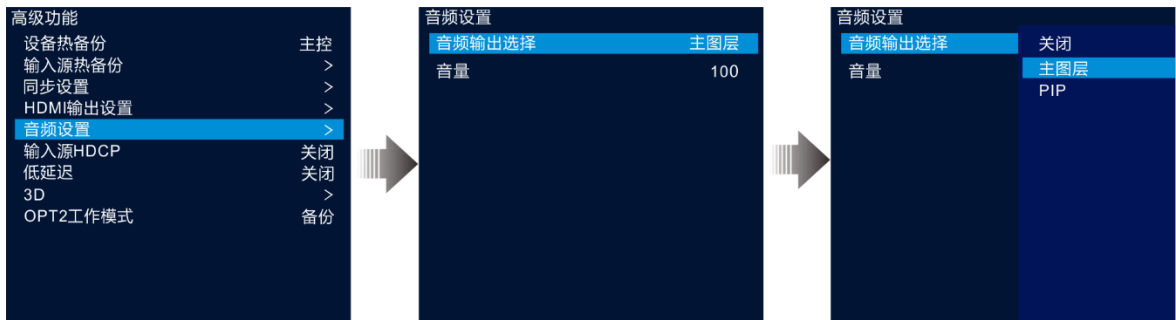 高级功能
设备热备份 主控
输入源热备份 >
同步设置 >
HDMI输出设置 >
音频设置 >
输入源HDCP 关闭
低延迟 关闭
3D >
OPT2工作模式 备份
音频设置
音频输出选择 主图层
音量 100
音频设置
音频输出选择 关闭
音量 主图层
PIP